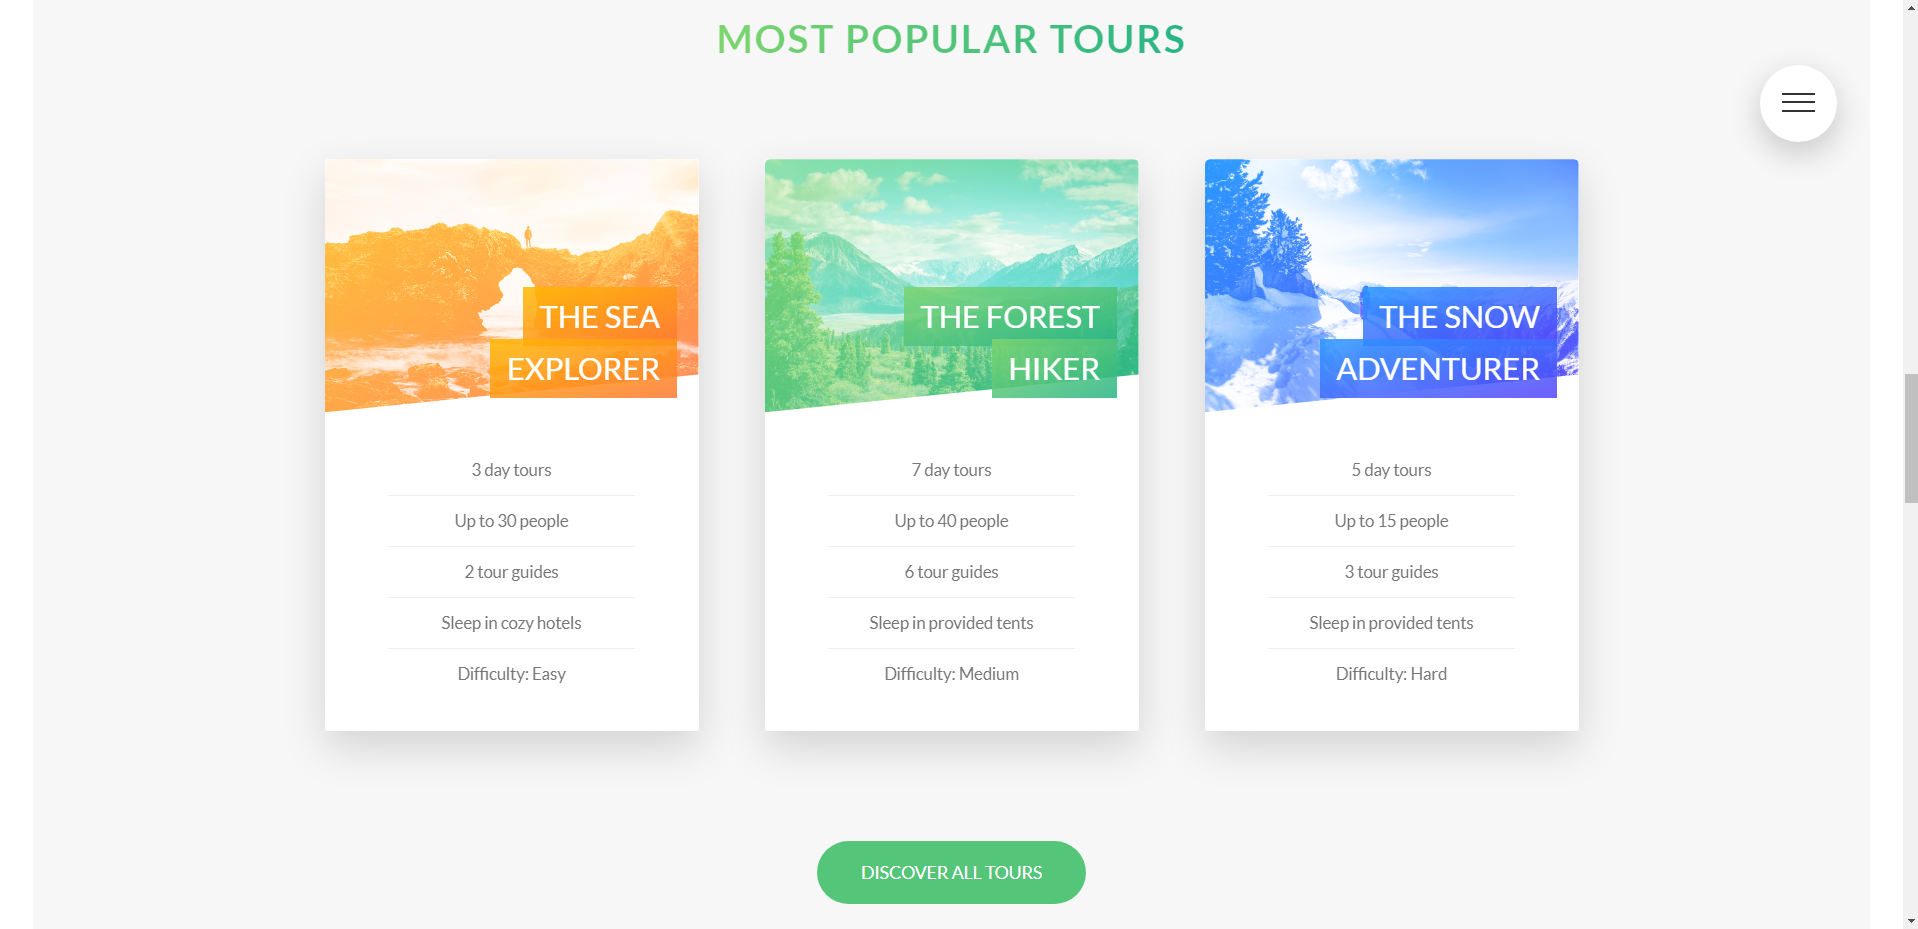 MOST POPULAR TOURS
THE SEA
EXPLORER
3 day tours
Up to 30 people
2 tour guides
Sleep in cozy hotels
Difficulty: Easy
THE FOREST
HIKER
7 day tours
Up to 40 people
6 tour guides
Sleep in provided tents
Difficulty: Medium
THE SNOW
ADVENTURER
5 day tours
Up to 15 people
3 tour guides
Sleep in provided tents
Difficulty: Hard
DISCOVER ALL TOURS